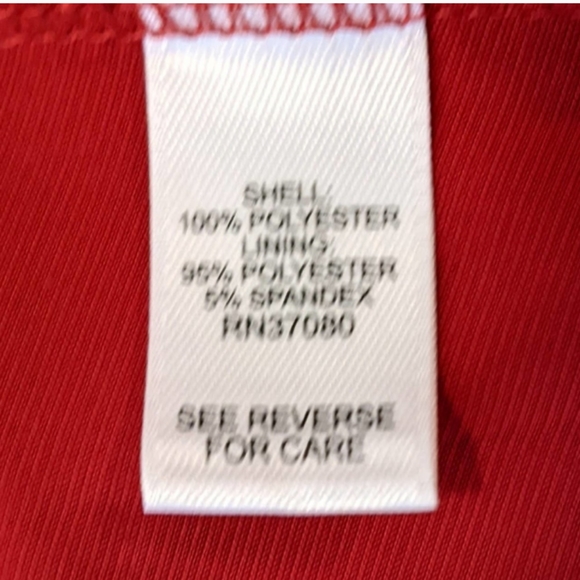 SHELL:
100% POLYESTER
LINING:
95% POLYESTER
5% SPANDEX
RN37080
SEE REVERSE
FOR CARE